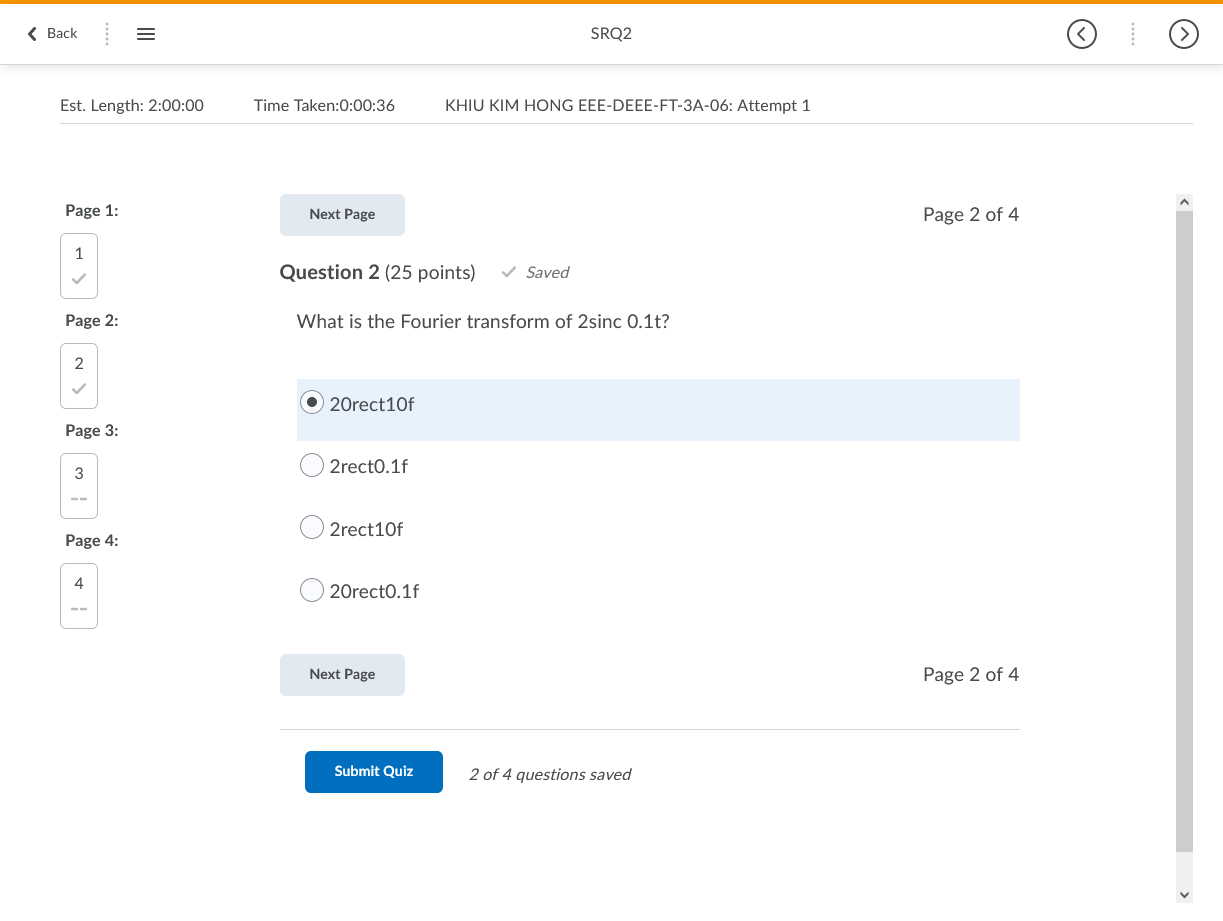 Back
SRQ2
Est. Length: 2:00:00 Time Taken:0:00:36 KHIU KIM HONG EEE-DEEE-FT-3A-06: Attempt 1
Page 1:
1
Page 2:
2
Page 3:
3
--
Page 4:
4
--
Next Page Page 2 of 4
Question 2 (25 points) Saved
What is the Fourier transform of 2sinc 0.1t?
20rect10f
2rect0.1f
2rect10f
20rect0.1f
Next Page Page 2 of 4
Submit Quiz 2 of 4 questions saved